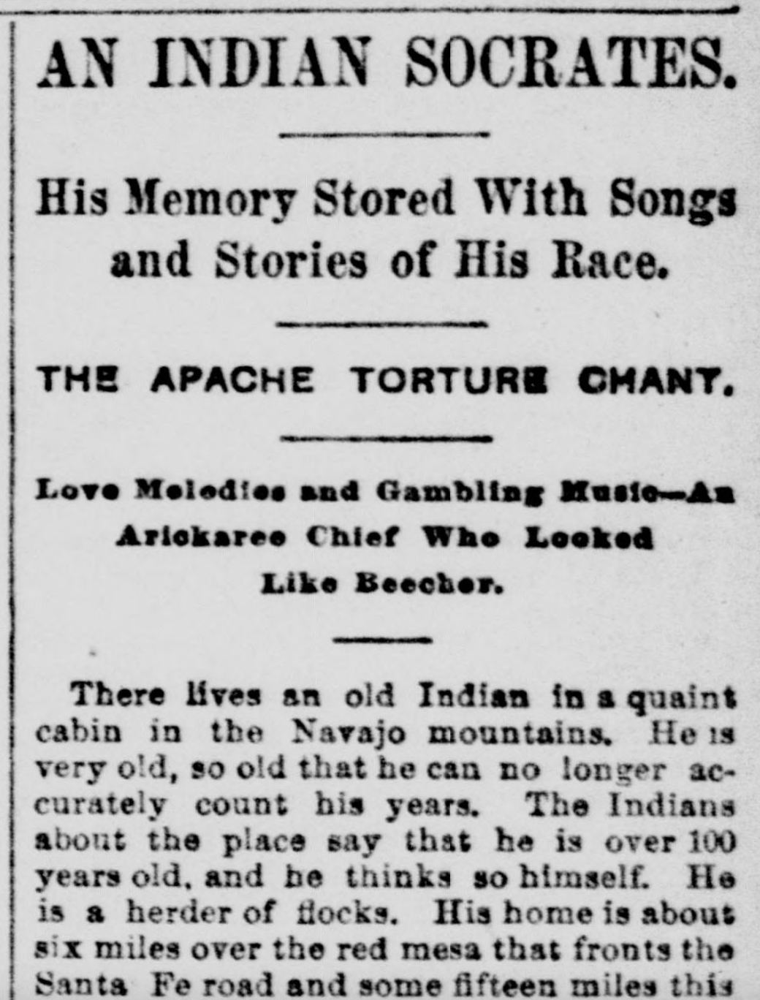 AN INDIAN SOCRATES.
His Memory Stored With Songs
and Stories of His Race.
THE APACHE TORTURE CHANT.
Love Melodies and Gambling Music—An
Arickaree Chief Who Looked
Like Beecher.
There lives an old Indian in a quaint
cabin in the Navajo mountains. He is
very old, so old that he can no longer ac-
curately count his years. The Indians
about the place say that he is over 100
years old, and he thinks so himself. He
is a herder of flocks. His home is about
six miles over the red mesa that fronts the
Santa Fe road and some fifteen miles this